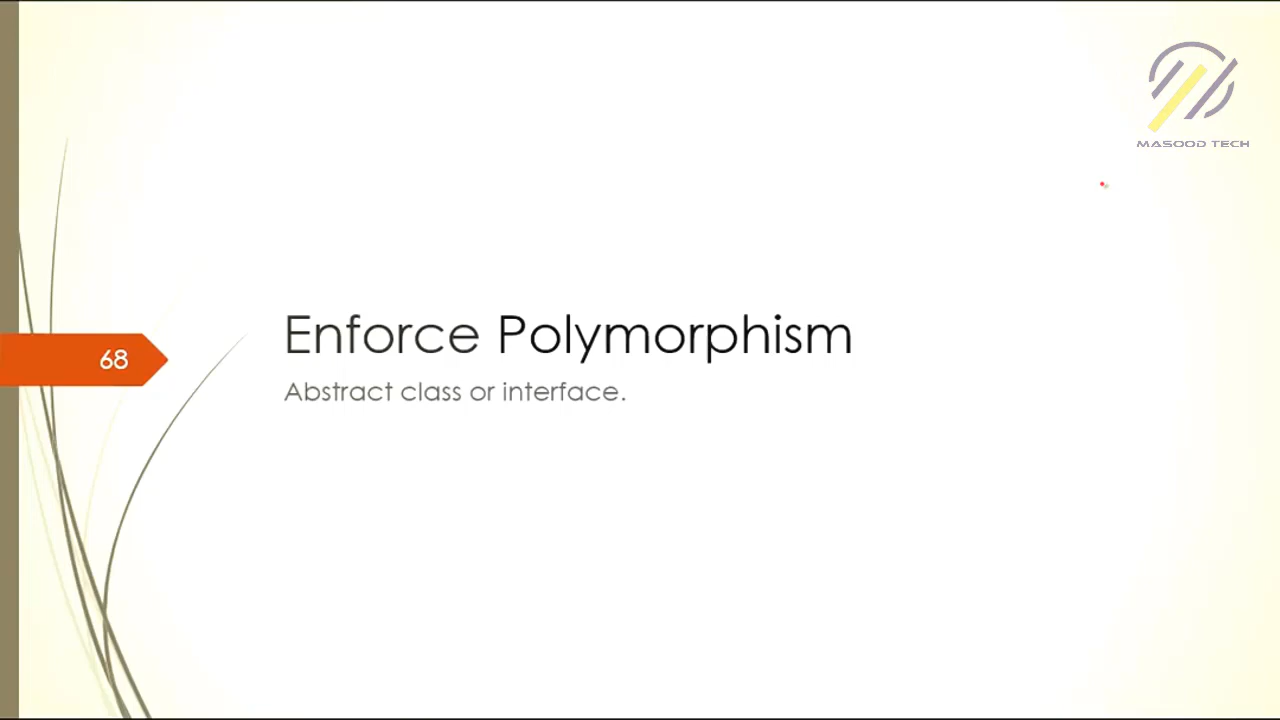 MASOOD TECH
Enforce Polymorphism
68
Abstract class or interface.